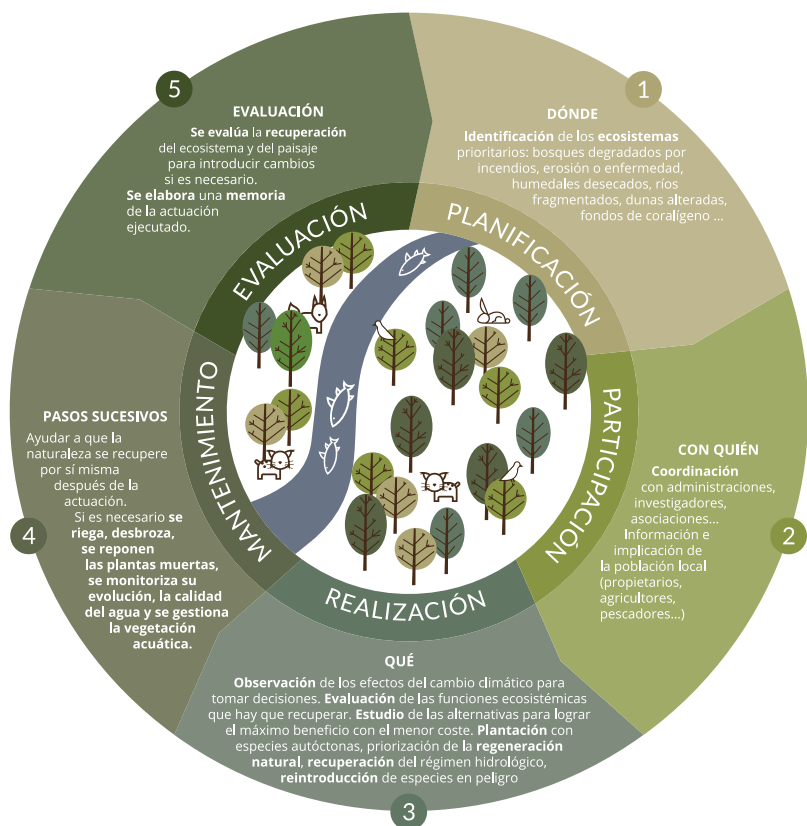 1
PLANIFICACIÓN
DÓNDE
Identificación de los ecosistemas
prioritarios: bosques degradados por
incendios, erosión o enfermedad,
humedales desecados, ríos
fragmentados, dunas alteradas,
fondos de coralígeno ...
2
PARTICIPACIÓN
CON QUIÉN
Coordinación
con administraciones,
investigadores,
asociaciones...
Información e
implicación de
la población local
(propietarios,
agricultores,
pescadores...)
REALIZACIÓN
QUÉ
Observación de los efectos del cambio climático para
tomar decisiones. Evaluación de las funciones ecosistémicas
que hay que recuperar. Estudio de las alternativas para lograr
el máximo beneficio con el menor coste. Plantación con
especies autóctonas, priorización de la regeneración
natural, recuperación del régimen hidrológico,
reintroducción de especies en peligro
3
MANTENIMIENTO
PASOS SUCESIVOS
Ayudar a que la
naturaleza se recupere
por sí misma
después de la
actuación.
Si es necesario se
riega, desbroza,
se reponen
las plantas muertas,
se monitoriza su
evolución, la calidad
del agua y se gestiona
la vegetación
acuática.
4
5
EVALUACIÓN
EVALUACIÓN
Se evalúa la recuperación
del ecosistema y del paisaje
para introducir cambios
si es necesario.
Se elabora una memoria
de la actuación
ejecutado.